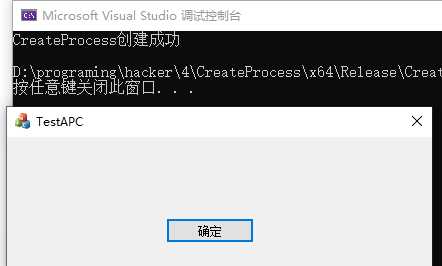 Microsoft Visual Studio 调试控制台
CreateProcess创建成功
D:\programing\hacker\4\CreateProcess\x64\Release\Creat
按任意键关闭此窗口. . .
TestAPC
确定